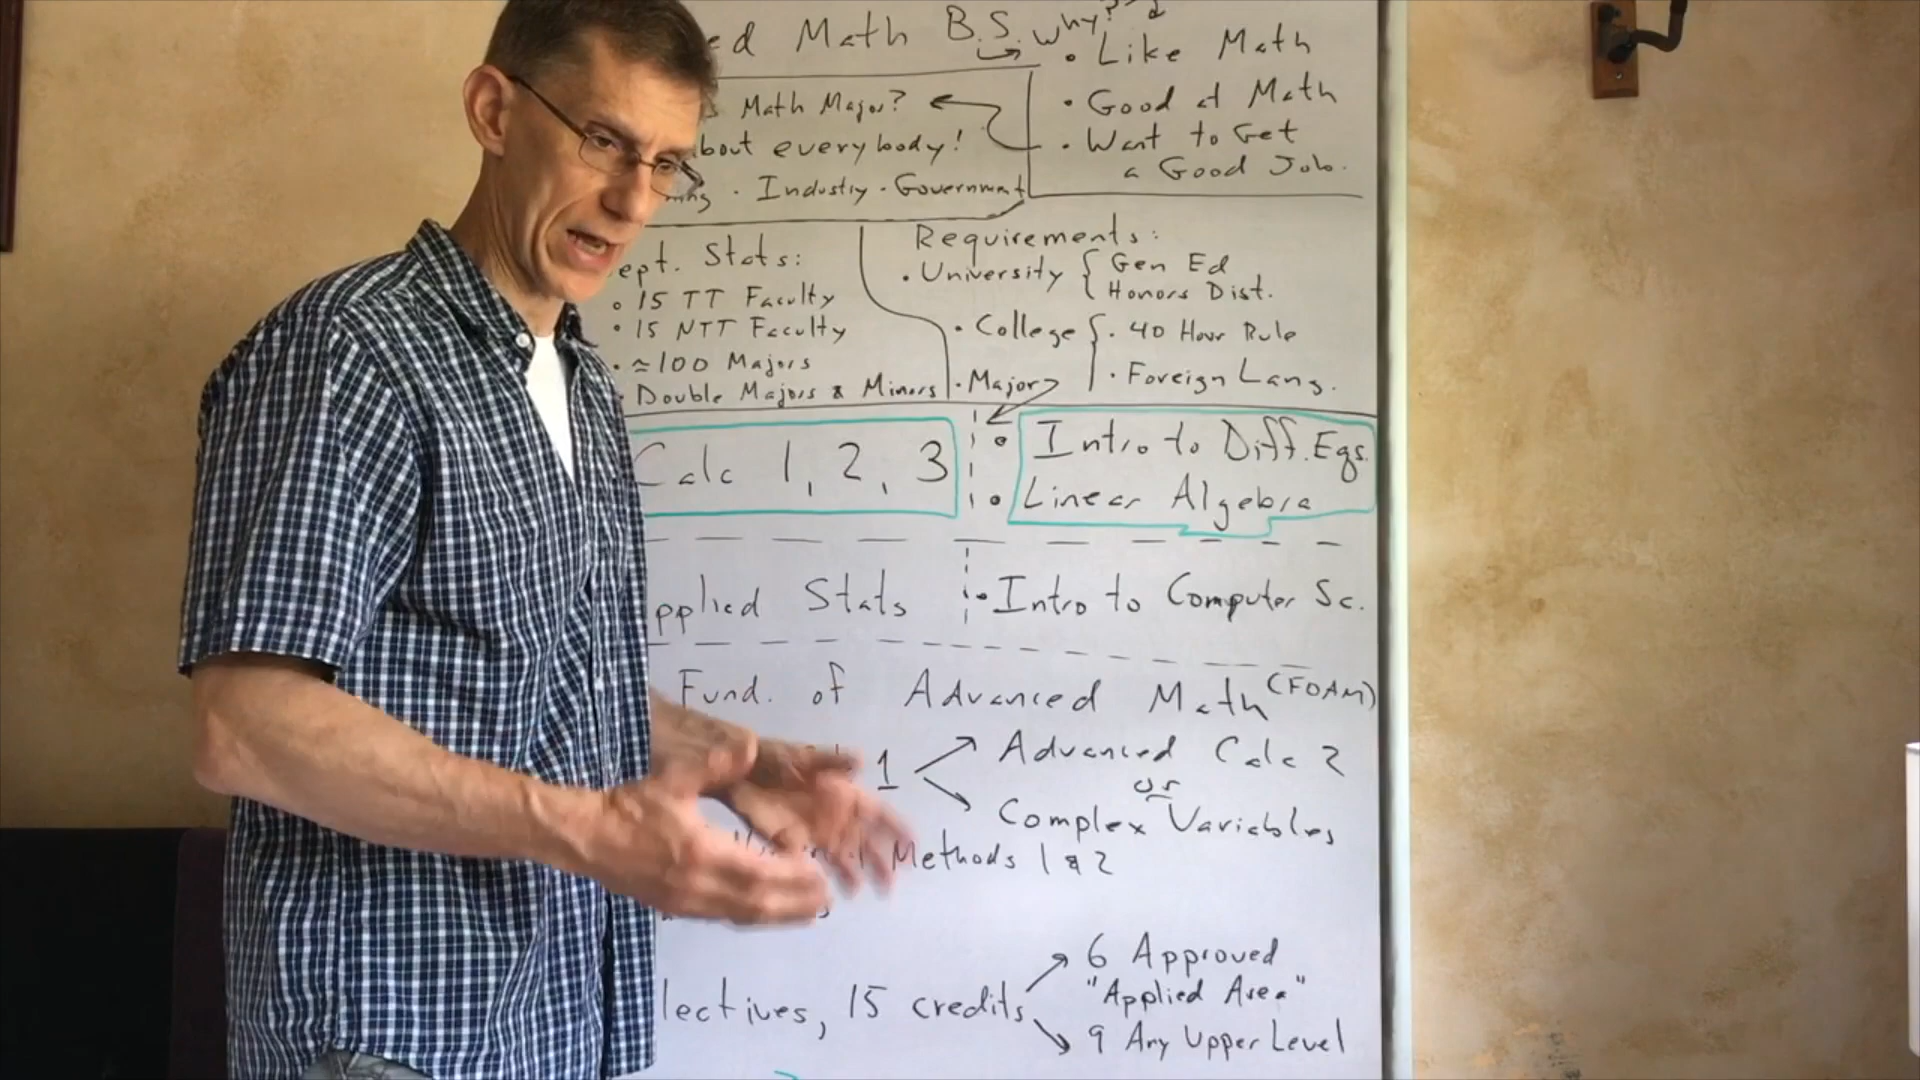 Math B.S. why?
• Like Math
• Good at Math
• Want to Get
a Good Job.
Math Major?
bout everybody!
• Industry • Government
ept. Stats:
• 15 TT Faculty
• 15 NTT Faculty
• ≈100 Majors
• Double Majors & Minors
Requirements:
• University { Gen Ed
Honors Dist.
• College { • 40 Hour Rule
• Foreign Lang.
• Major
Calc 1, 2, 3
• Intro to Diff. Eqs.
• Linear Algebra
pplied Stats
• Intro to Computer Sc.
Fund. of Advanced Math (FOAM)
1
Advanced Calc 2
or
Complex Variables
Methods 1 & 2
lectives, 15 credits
6 Approved
"Applied Area"
9 Any Upper Level